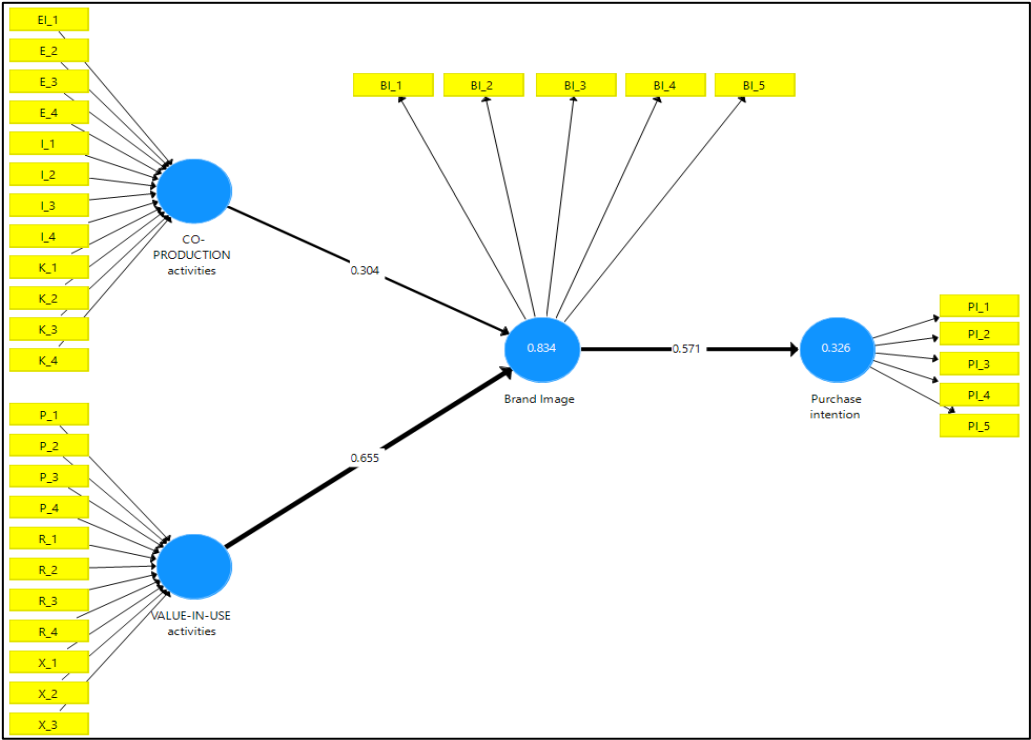 EI_1
E_2
E_3
E_4
I_1
I_2
I_3
I_4
K_1
K_2
K_3
K_4
CO-
PRODUCTION
activities
P_1
P_2
P_3
P_4
R_1
R_2
R_3
R_4
X_1
X_2
X_3
VALUE-IN-USE
activities
0.304
0.655
BI_1
BI_2
BI_3
BI_4
BI_5
0.834
Brand Image
0.571
0.326
Purchase
intention
PI_1
PI_2
PI_3
PI_4
PI_5